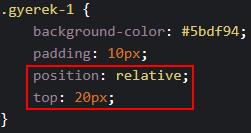 .gyerek-1 {
background-color: #5bdf94;
padding: 10px;
position: relative;
top: 20px;
}